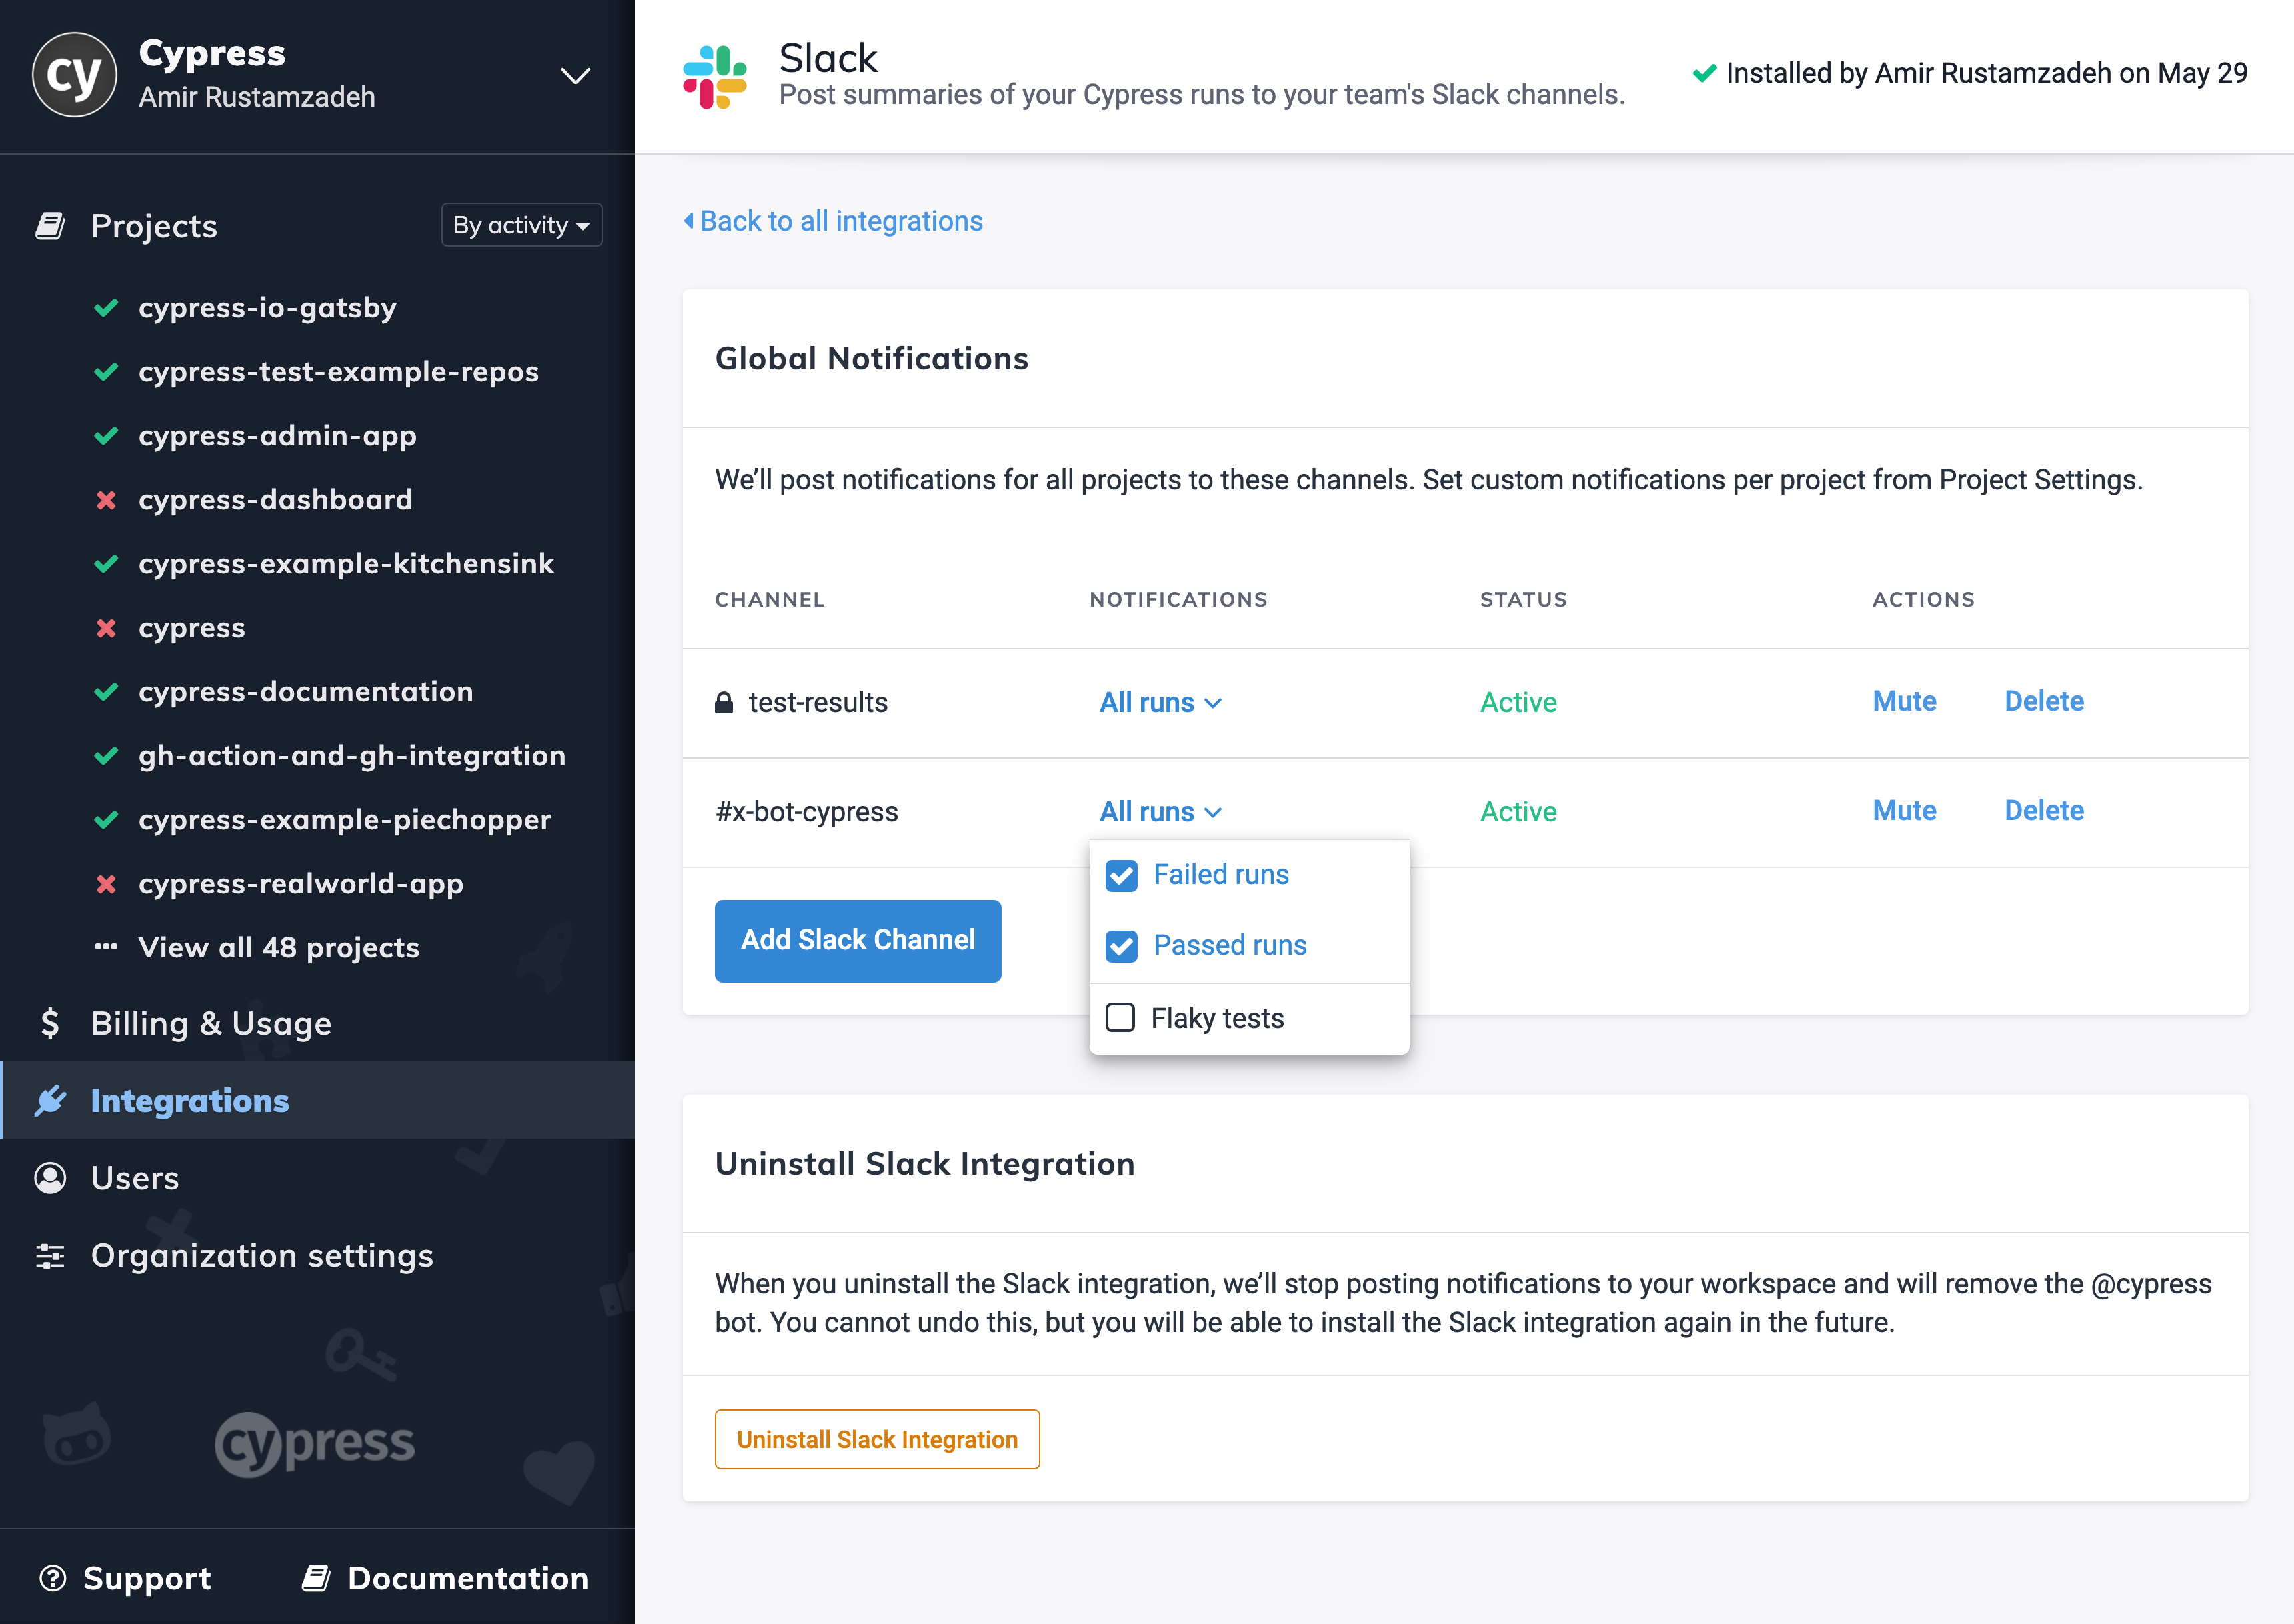 cy
Cypress
Amir Rustamzadeh
Projects
By activity
cypress-io-gatsby
cypress-test-example-repos
cypress-admin-app
cypress-dashboard
cypress-example-kitchensink
cypress
cypress-documentation
gh-action-and-gh-integration
cypress-example-piechopper
cypress-realworld-app
View all 48 projects
$ Billing & Usage
Integrations
Users
Organization settings
cypress
Support
Documentation
Slack
Post summaries of your Cypress runs to your team's Slack channels.
Installed by Amir Rustamzadeh on May 29
Back to all integrations
Global Notifications
We’ll post notifications for all projects to these channels. Set custom notifications per project from Project Settings.
CHANNEL NOTIFICATIONS STATUS ACTIONS
test-results All runs Active Mute Delete
#x-bot-cypress All runs Active Mute Delete
Failed runs
Passed runs
Flaky tests
Add Slack Channel
Uninstall Slack Integration
When you uninstall the Slack integration, we’ll stop posting notifications to your workspace and will remove the @cypress
bot. You cannot undo this, but you will be able to install the Slack integration again in the future.
Uninstall Slack Integration